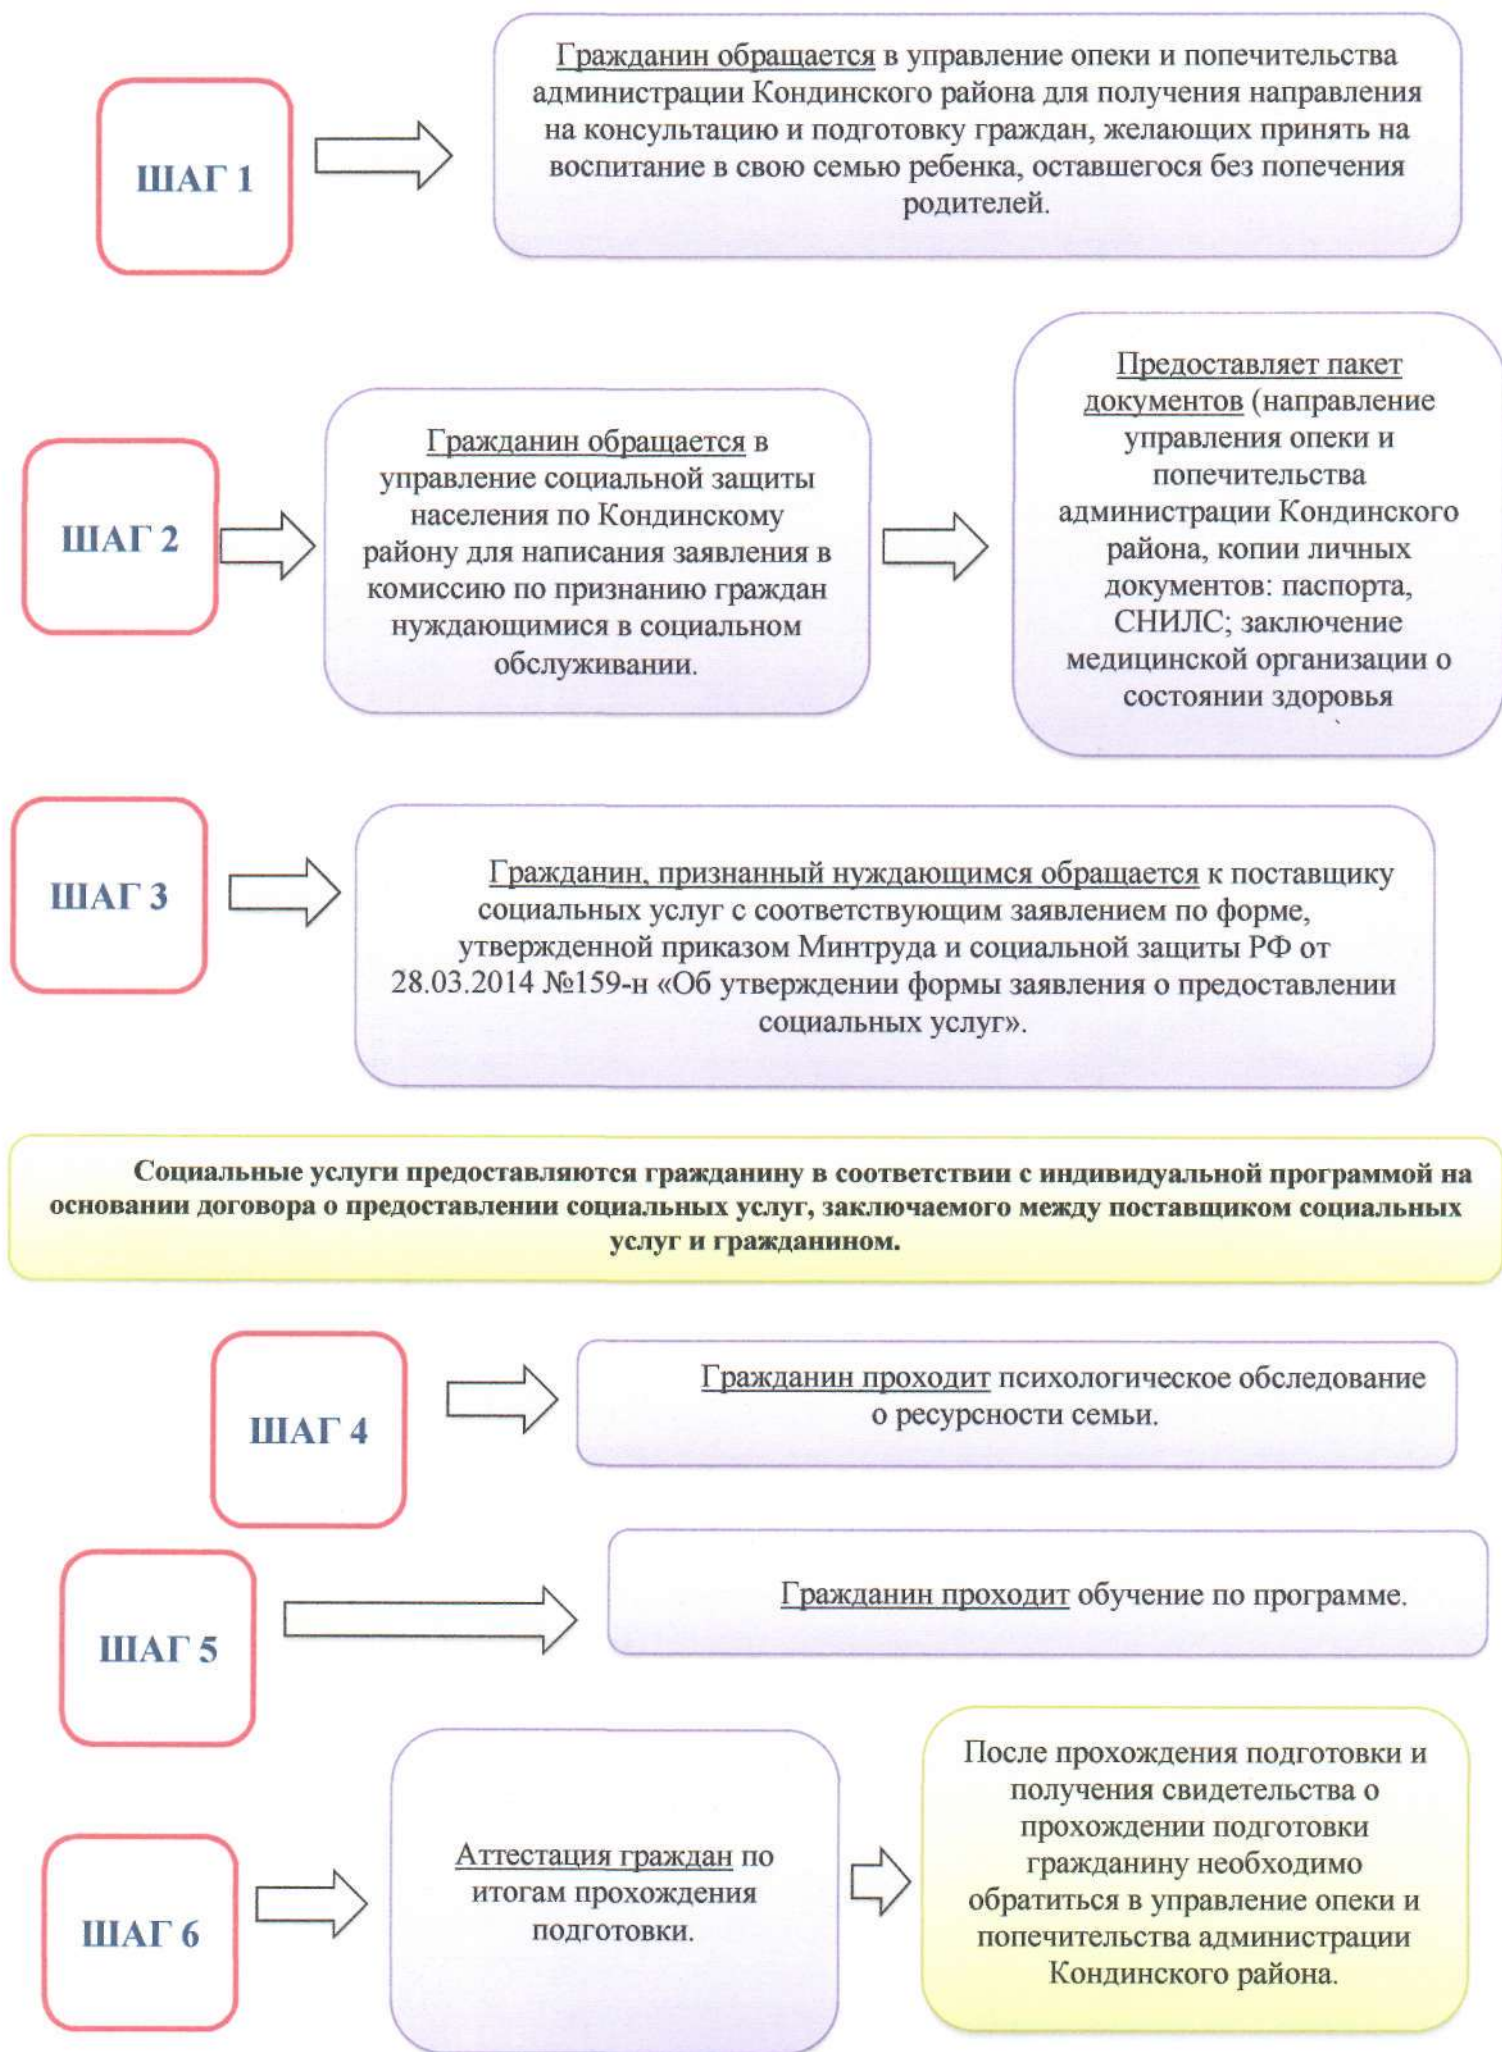 ШАГ 1
Гражданин обращается в управление опеки и попечительства
администрации Кондинского района для получения направления
на консультацию и подготовку граждан, желающих принять на
воспитание в свою семью ребенка, оставшегося без попечения
родителей.
ШАГ 2
Гражданин обращается в
управление социальной защиты
населения по Кондинскому
району для написания заявления в
комиссию по признанию граждан
нуждающимися в социальном
обслуживании.
Предоставляет пакет
документов (направление
управления опеки и
попечительства
администрации Кондинского
района, копии личных
документов: паспорта,
СНИЛС; заключение
медицинской организации о
состоянии здоровья
ШАГ 3
Гражданин, признанный нуждающимся обращается к поставщику
социальных услуг с соответствующим заявлением по форме,
утвержденной приказом Минтруда и социальной защиты РФ от
28.03.2014 №159-н «Об утверждении формы заявления о предоставлении
социальных услуг».
Социальные услуги предоставляются гражданину в соответствии с индивидуальной программой на
основании договора о предоставлении социальных услуг, заключаемого между поставщиком социальных
услуг и гражданином.
ШАГ 4
Гражданин проходит психологическое обследование
о ресурсности семьи.
ШАГ 5
Гражданин проходит обучение по программе.
ШАГ 6
Аттестация граждан по
итогам прохождения
подготовки.
После прохождения подготовки и
получения свидетельства о
прохождении подготовки
гражданину необходимо
обратиться в управление опеки и
попечительства администрации
Кондинского района.